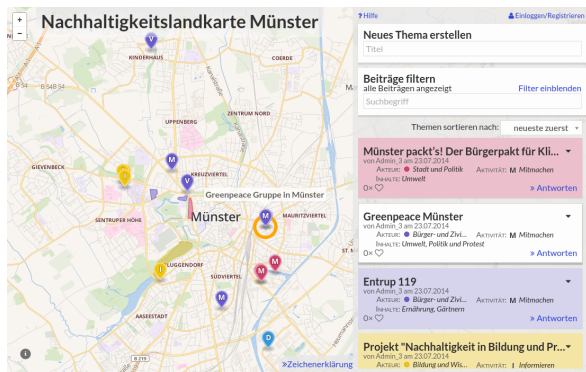 Nachhaltigkeitslandkarte Münster
+
−
V
KINDERHAUS
COERDE
B 54
B 54
Kanalstraße
UPPENBERG
ZENTRUM NORD
GIEVENBECK
M
KREUZVIERTEL
V
Greenpeace Gruppe in Münster
SENTRUPER HÖHE
Münster
M
MAURITZVIERTEL
PLUGGENDORF
I
M
M
SÜDVIERTEL
M
AASEESTADT
D
B 219
i
»Zeichenerklärung
? Hilfe
Einloggen/Registrieren
Neues Thema erstellen
Titel
Beiträge filtern
alle Beiträgen angezeigt
Filter einblenden
Suchbegriff
Themen sortieren nach:
neueste zuerst
Münster packt's! Der Bürgerpakt für Kli...
von Admin_3 am 23.07.2014
AKTEUR: Stadt und Politik AKTIVITÄT: M Mitmachen
INHALTE: Umwelt
0×
» Antworten
Greenpeace Münster
von Admin_3 am 23.07.2014
AKTEUR: Bürger- und Zivi... AKTIVITÄT: M Mitmachen
INHALTE: Umwelt, Politik und Protest
0×
» Antworten
Entrup 119
von Admin_3 am 23.07.2014
AKTEUR: Bürger- und Zivi... AKTIVITÄT: M Mitmachen
INHALTE: Ernährung, Gärtnern
0×
» Antworten
Projekt "Nachhaltigkeit in Bildung und Pr...
von Admin_3 am 23.07.2014
AKTEUR: Bildung und Wis... AKTIVITÄT: I Informieren